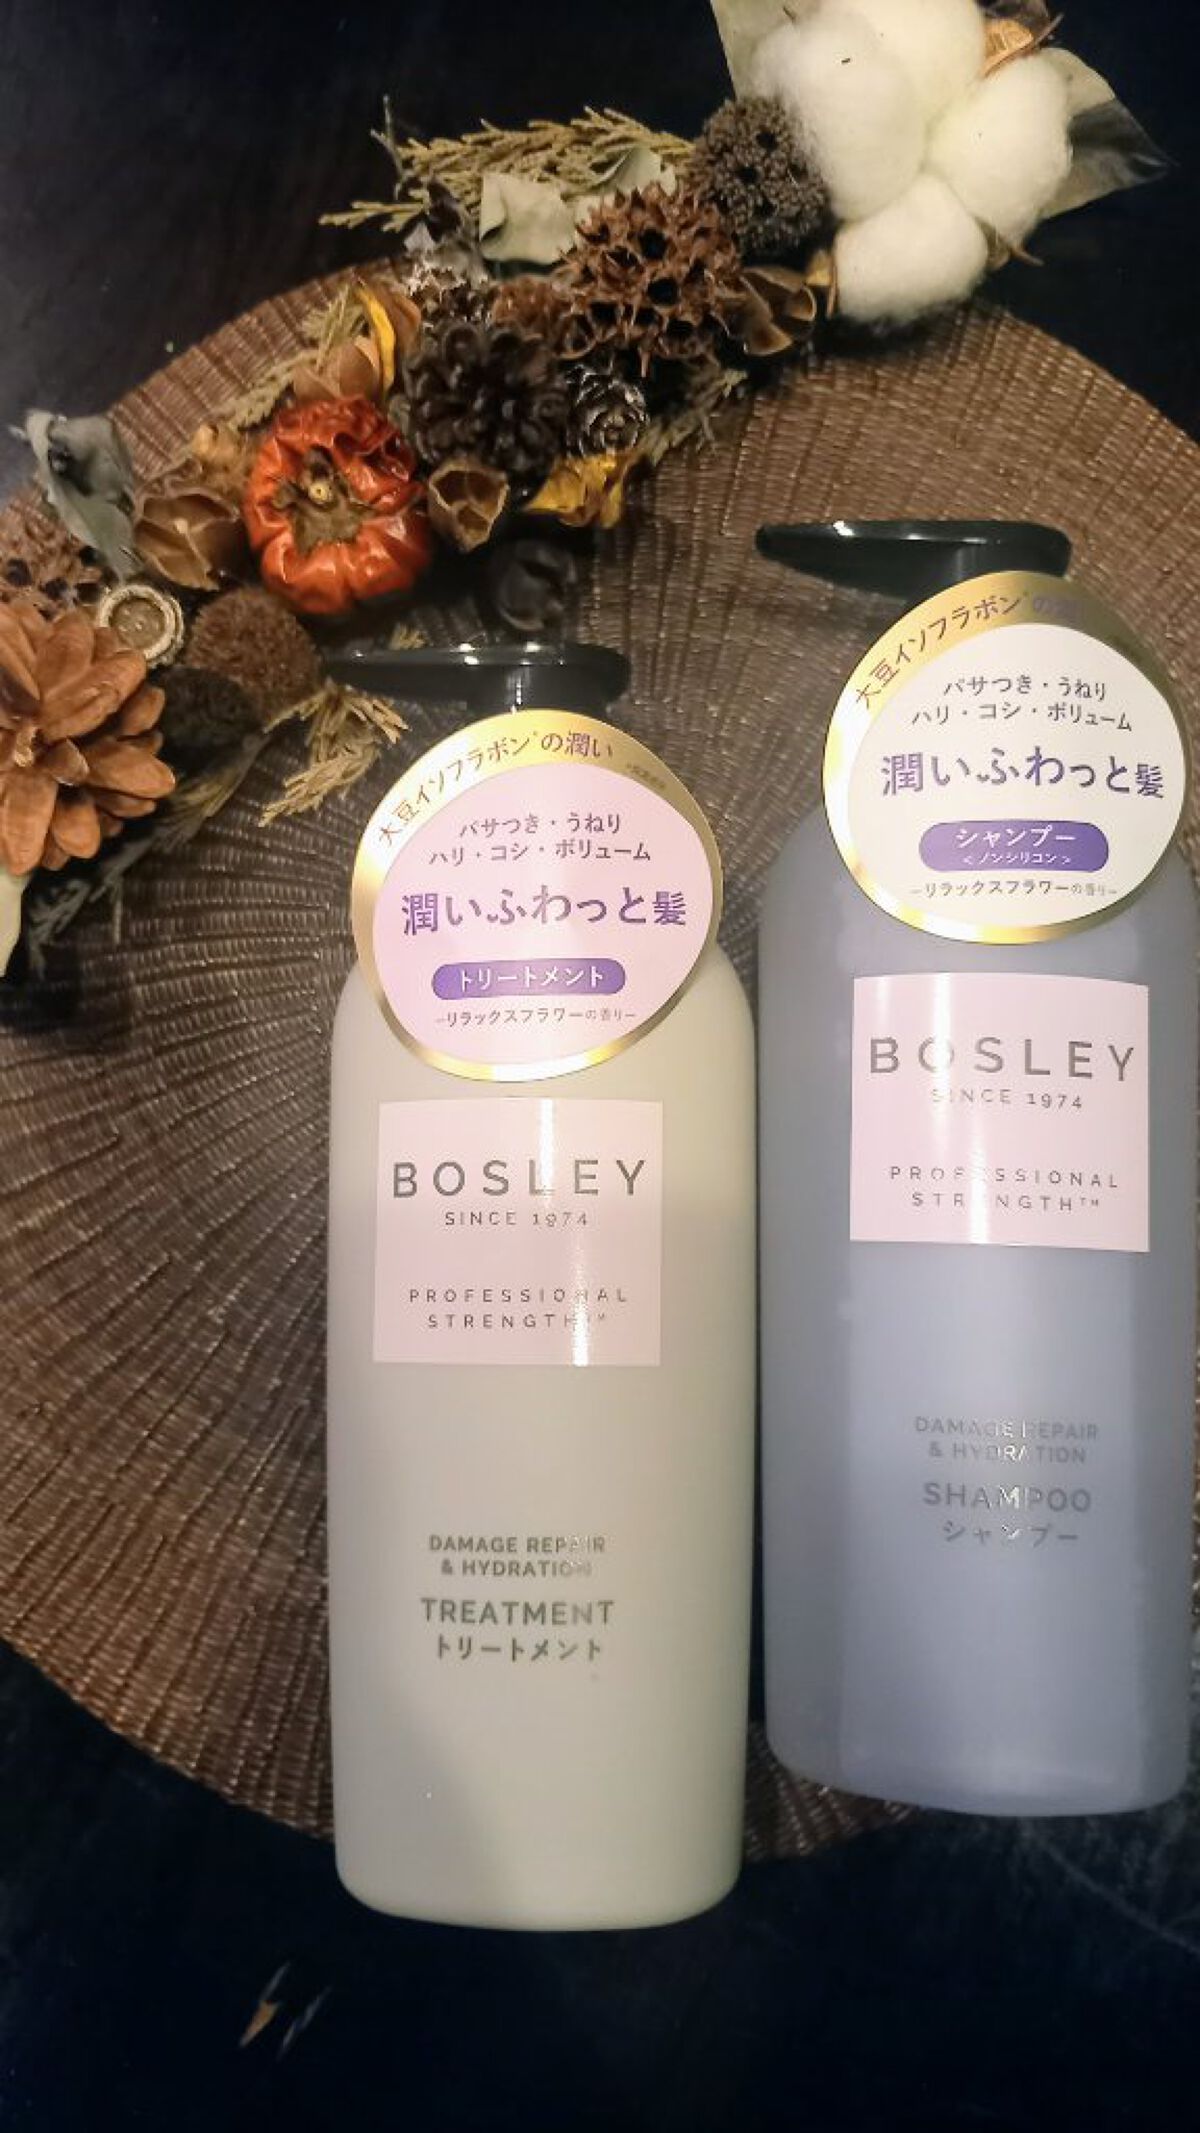 大豆イソフラボン*の潤い
パサつき・うねり
ハリ・コシ・ボリューム
潤いふわっと髪
トリートメント
−リラックスフラワーの香り−
BOSLEY
SINCE 1974
PROFESSIONAL
STRENGTH™
DAMAGE REPAIR
& HYDRATION
TREATMENT
トリートメント
大豆イソフラボン*の
パサつき・うねり
ハリ・コシ・ボリューム
潤いふわっと髪
シャンプー
<ノンシリコン>
−リラックスフラワーの香り−
BOSLEY
SINCE 1974
PROFESSIONAL
STRENGTH™
DAMAGE REPAIR
& HYDRATION
SHAMPOO
シャンプー